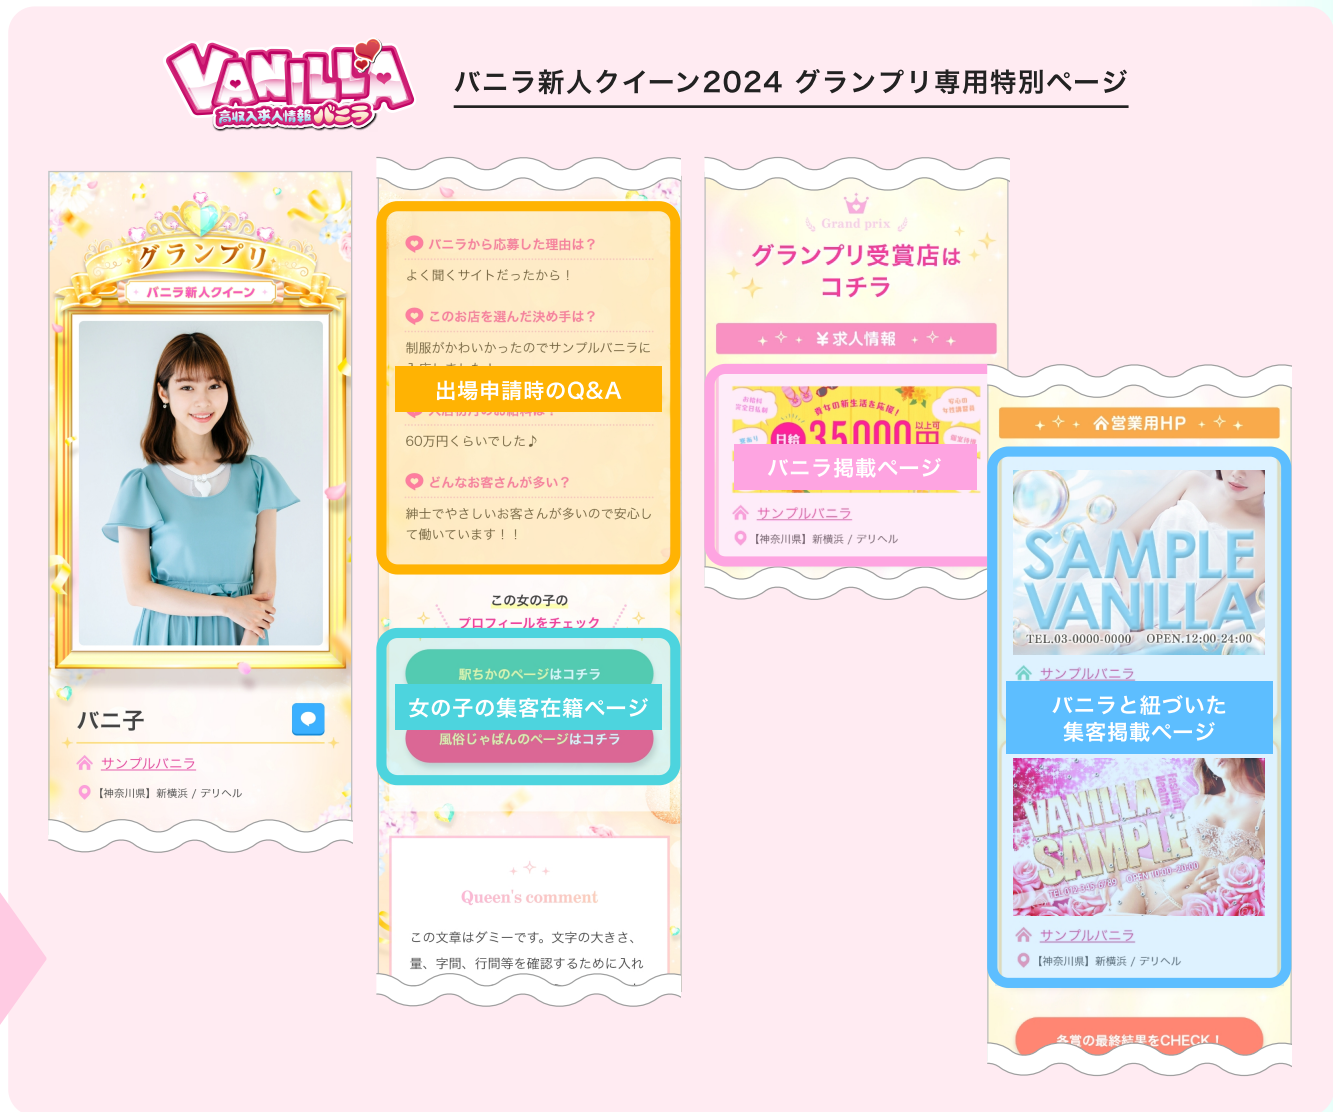 VANILLA
高収入求人情報 バニラ
バニラ新人クイーン2024 グランプリ専用特別ページ
グランプリ
バニラ新人クイーン
バニ子
サンプルバニラ
【神奈川県】新横浜 / デリヘル
バニラから応募した理由は？
よく聞くサイトだったから！
このお店を選んだ決め手は？
制服がかわいかったのでサンプルバニラに
出場申請時のQ&A
60万円くらいでした♪
どんなお客さんが多い？
紳士でやさしいお客さんが多いので安心し
て働いています！！
この女の子の
プロフィールをチェック
駅ちかのページはコチラ
女の子の集客在籍ページ
風俗じゃぱんのページはコチラ
Queen's comment
この文章はダミーです。文字の大きさ、
量、字間、行間等を確認するために入れ
Grand prix
グランプリ受賞店は
コチラ
¥求人情報
青年の新生活を応援！
日給
35,000
以上可
バニラ掲載ページ
サンプルバニラ
【神奈川県】新横浜 / デリヘル
営業用HP
SAMPLE
VANILLA
TEL.03-0000-0000 OPEN.12:00-24:00
サンプルバニラ
バニラと紐づいた
集客掲載ページ
VANILLA
SAMPLE
TEL 012-345-6789 OPEN 10:00-20:00
サンプルバニラ
【神奈川県】新横浜 / デリヘル
各賞の最終結果をCHECK！